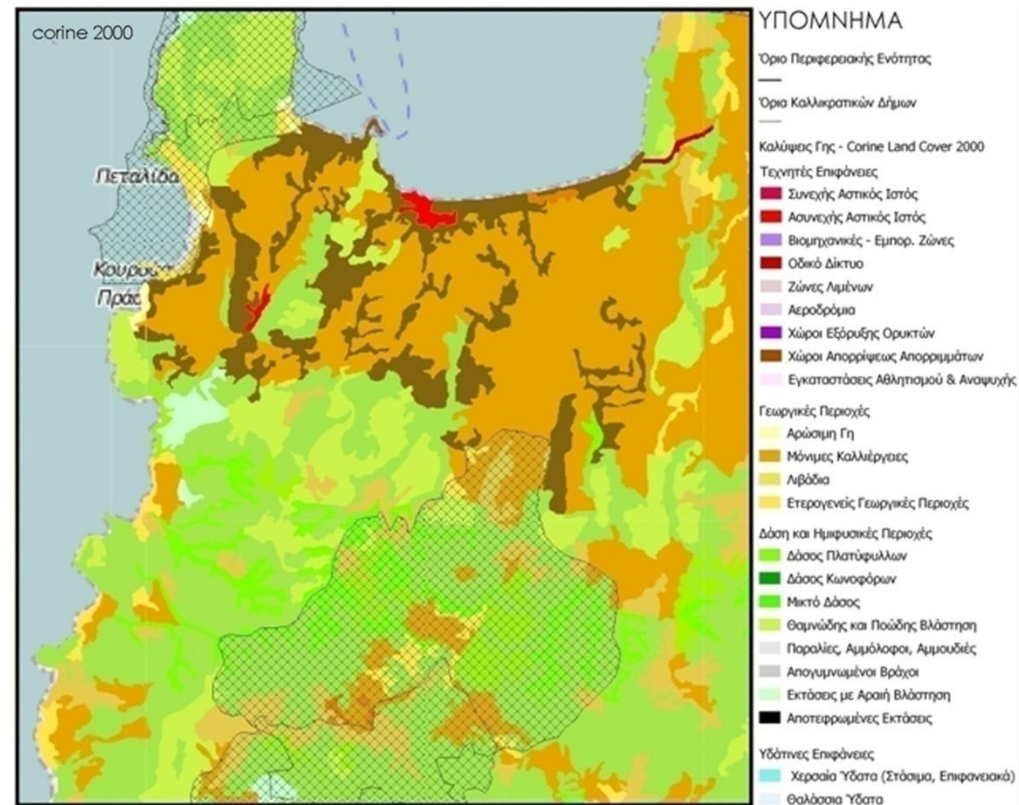 corine 2000
Πεταλίδα
Κουρούπ
Πράσ
ΥΠΟΜΝΗΜΑ
Όριο Περιφερειακής Ενότητας
Όρια Καλλικρατικών Δήμων
Καλύψεις Γης - Corine Land Cover 2000
Τεχνητές Επιφάνειες
Συνεχής Αστικός Ιστός
Ασυνεχής Αστικός Ιστός
Βιομηχανικές - Εμπορ. Ζώνες
Οδικό Δίκτυο
Ζώνες Λιμένων
Αεροδρόμια
Χώροι Εξόρυξης Ορυκτών
Χώροι Απορρίψεως Απορριμμάτων
Εγκαταστάσεις Αθλητισμού & Αναψυχής
Γεωργικές Περιοχές
Αρώσιμη Γη
Μόνιμες Καλλιέργειες
Λιβάδια
Ετερογενείς Γεωργικές Περιοχές
Δάση και Ημιφυσικές Περιοχές
Δάσος Πλατύφυλλων
Δάσος Κωνοφόρων
Μικτό Δάσος
Θαμνώδης και Ποώδης Βλάστηση
Παραλίες, Αμμόλοφοι, Αμμουδιές
Απογυμνωμένοι Βράχοι
Εκτάσεις με Αραιή Βλάστηση
Αποτεφρωμένες Εκτάσεις
Υδάτινες Επιφάνειες
Χερσαία Ύδατα (Στάσιμα, Επιφανειακά)
Θαλάσσια Ύδατα